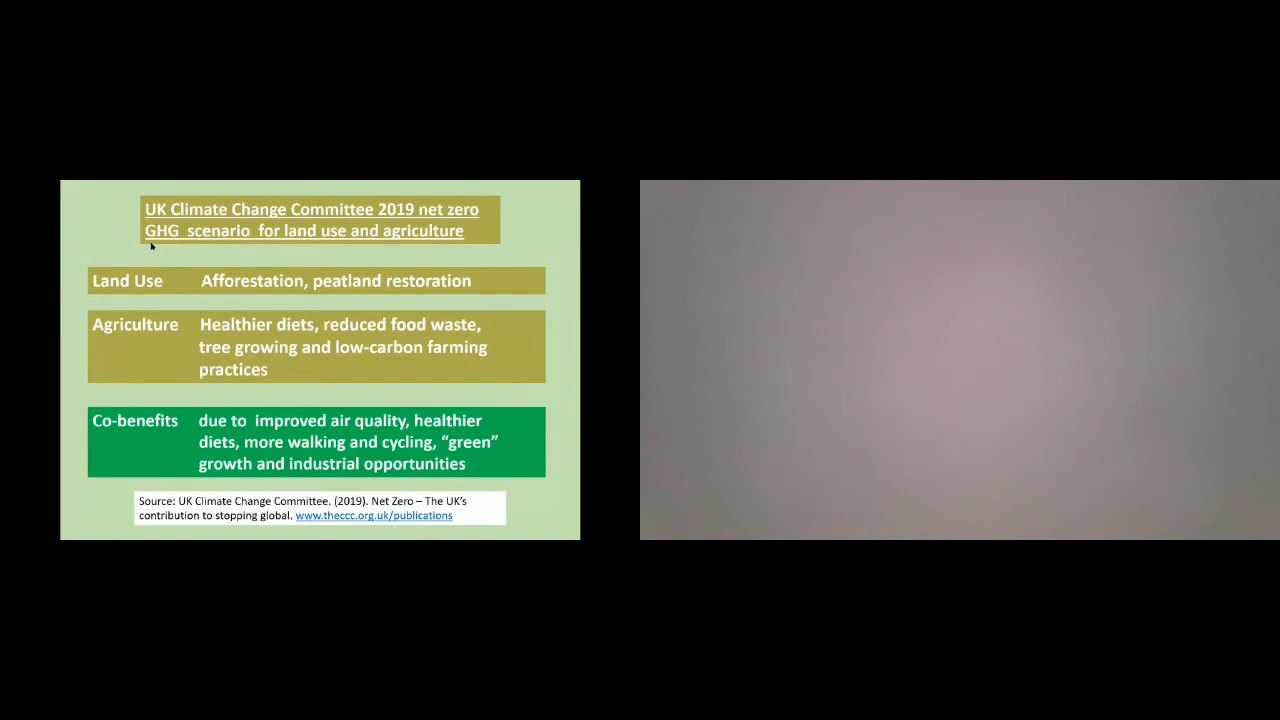 UK Climate Change Committee 2019 net zero
GHG scenario for land use and agriculture
Land Use Afforestation, peatland restoration
Agriculture Healthier diets, reduced food waste,
tree growing and low-carbon farming
practices
Co-benefits due to improved air quality, healthier
diets, more walking and cycling, “green”
growth and industrial opportunities
Source: UK Climate Change Committee. (2019). Net Zero – The UK’s
contribution to stopping global. www.theccc.org.uk/publications